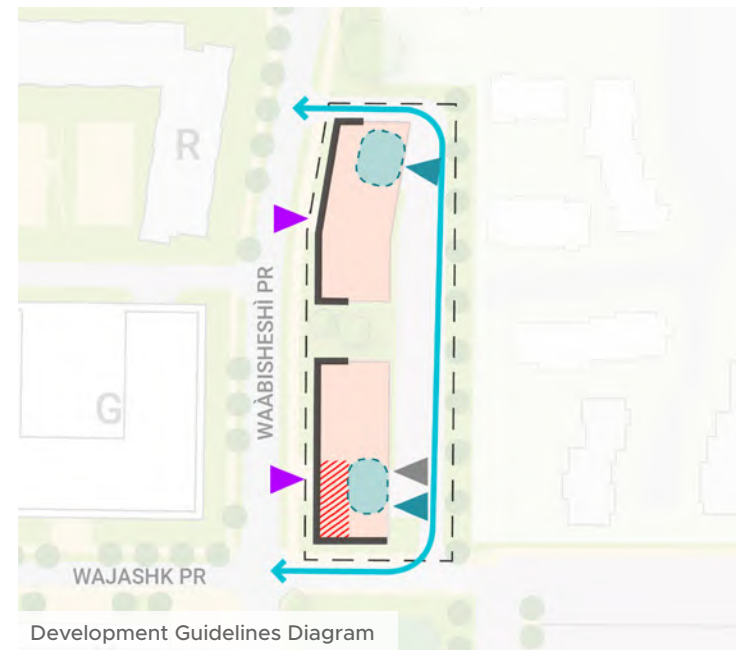 R
WAÀBISHESHÌ PR
G
WAJASHK PR
Development Guidelines Diagram